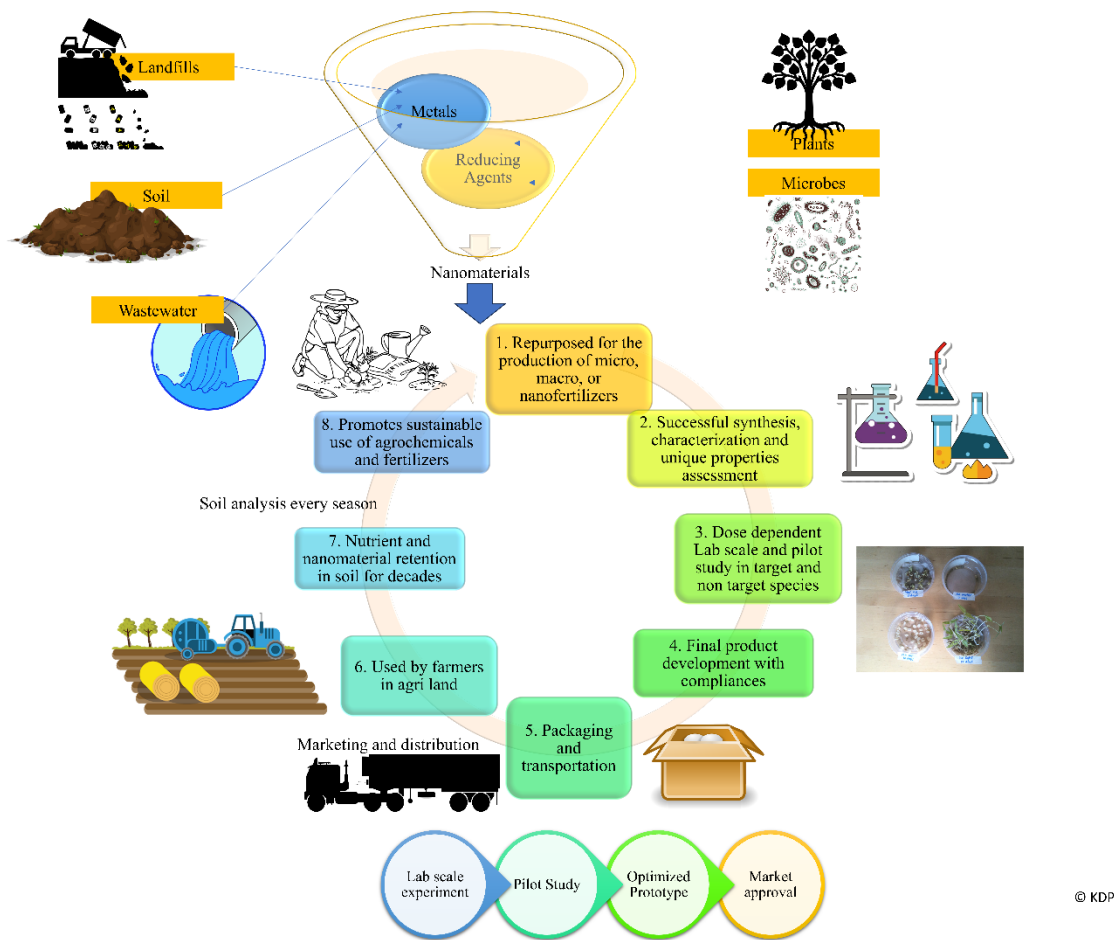 Landfills
Metals
Reducing
Agents
Plants
Microbes
Soil
Wastewater
Nanomaterials
1. Repurposed for the
production of micro,
macro, or
nanofertilizers
2. Successful synthesis,
characterization and
unique properties
assessment
3. Dose dependent
Lab scale and pilot
study in target and
non target species
4. Final product
development with
compliances
5. Packaging
and
transportation
Marketing and distribution
6. Used by farmers
in agri land
7. Nutrient and
nanomaterial retention
in soil for decades
Soil analysis every season
8. Promotes sustainable
use of agrochemicals
and fertilizers
Lab scale
experiment
Pilot Study
Optimized
Prototype
Market
approval
© KDP